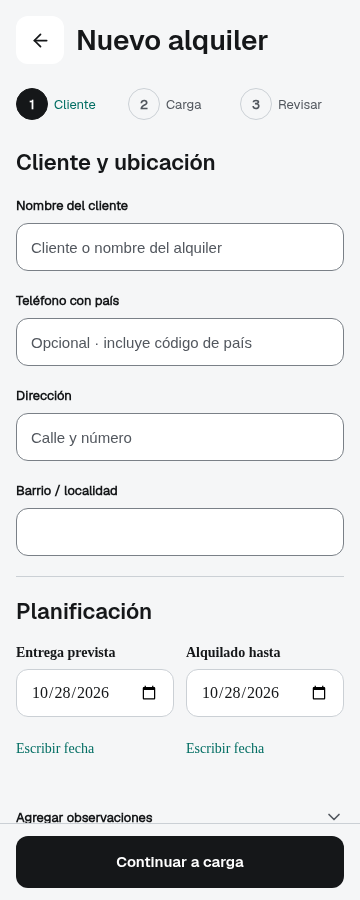 Nuevo alquiler
1 Cliente 2 Carga 3 Revisar
Cliente y ubicación
Nombre del cliente
Cliente o nombre del alquiler
Teléfono con país
Opcional · incluye código de país
Dirección
Calle y número
Barrio / localidad
Planificación
Entrega prevista Alquilado hasta
10/28/2026 10/28/2026
Escribir fecha Escribir fecha
Agregar observaciones
Continuar a carga